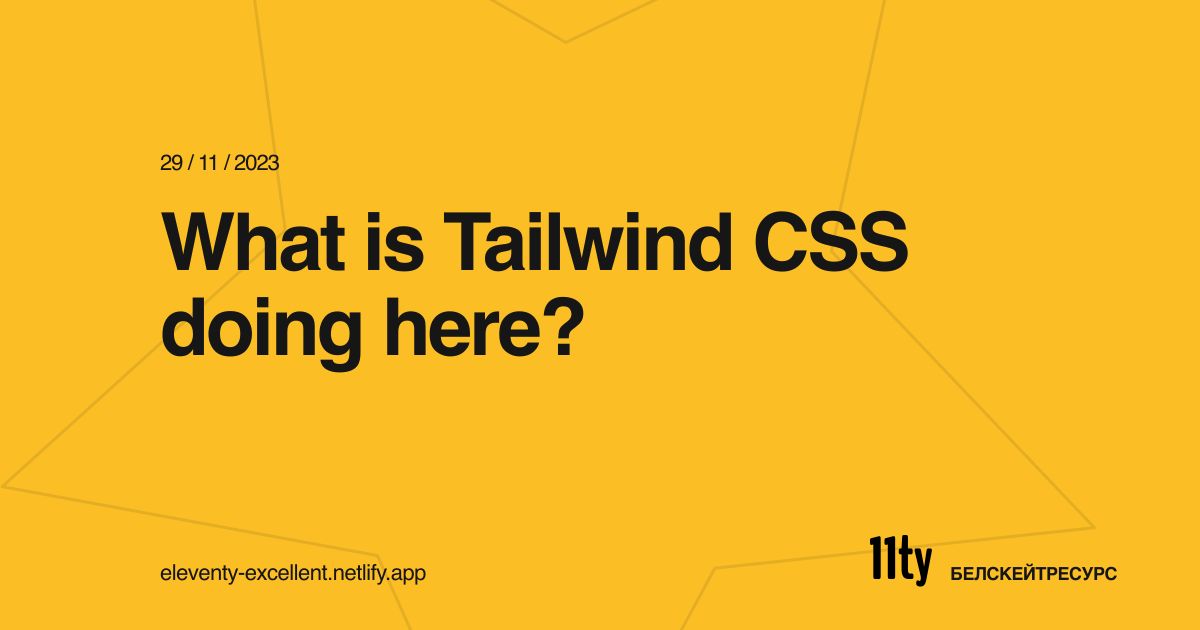 29 / 11 / 2023
What is Tailwind CSS
doing here?
eleventy-excellent.netlify.app
11ty
БЕЛСКЕЙТРЕСУРС